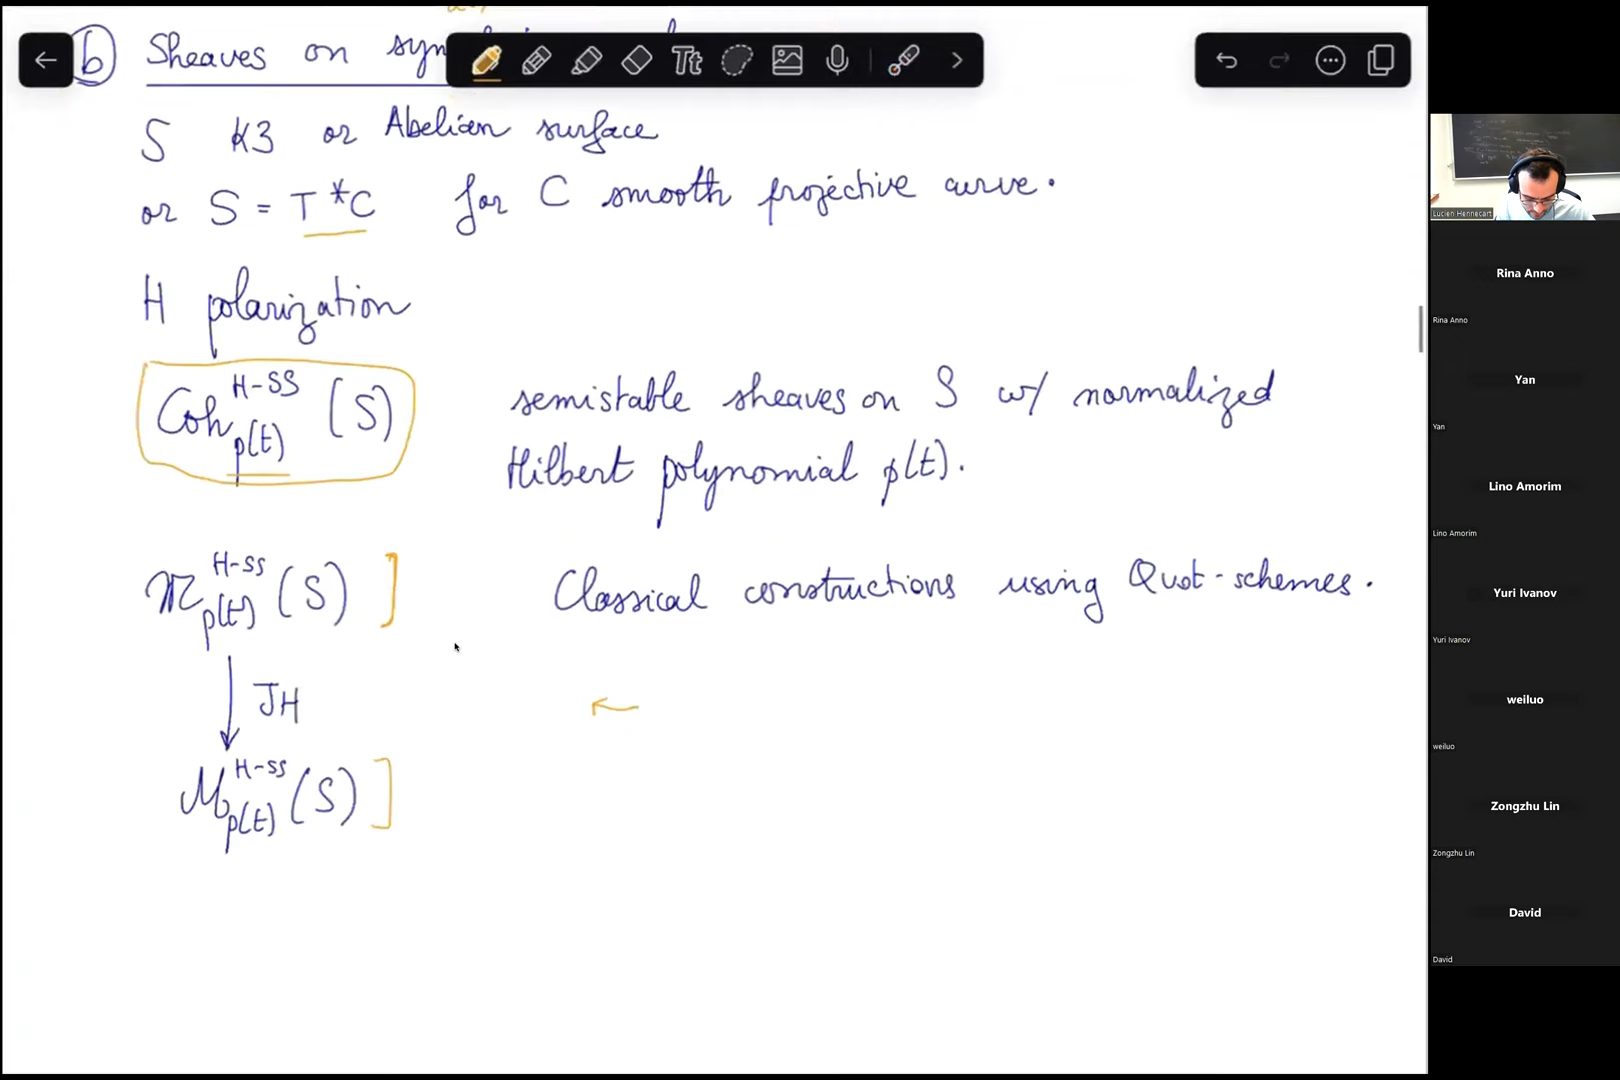 b Sheaves on
S K3 or Abelian surface
or S = T*C for C smooth projective curve.
H polarization
Coh^{H-SS}_{p(t)} (S) semistable sheaves on S w/ normalized
Hilbert polynomial p(t).
𝔐^{H-SS}_{p(t)} (S) ] Classical constructions using Quot-schemes.
↓ JH ←
ℳ^{H-SS}_{p(t)} (S) ]
Tt
Lucien Hennecart
Rina Anno
Rina Anno
Yan
Yan
Lino Amorim
Lino Amorim
Yuri Ivanov
Yuri Ivanov
weiluo
weiluo
Zongzhu Lin
Zongzhu Lin
David
David